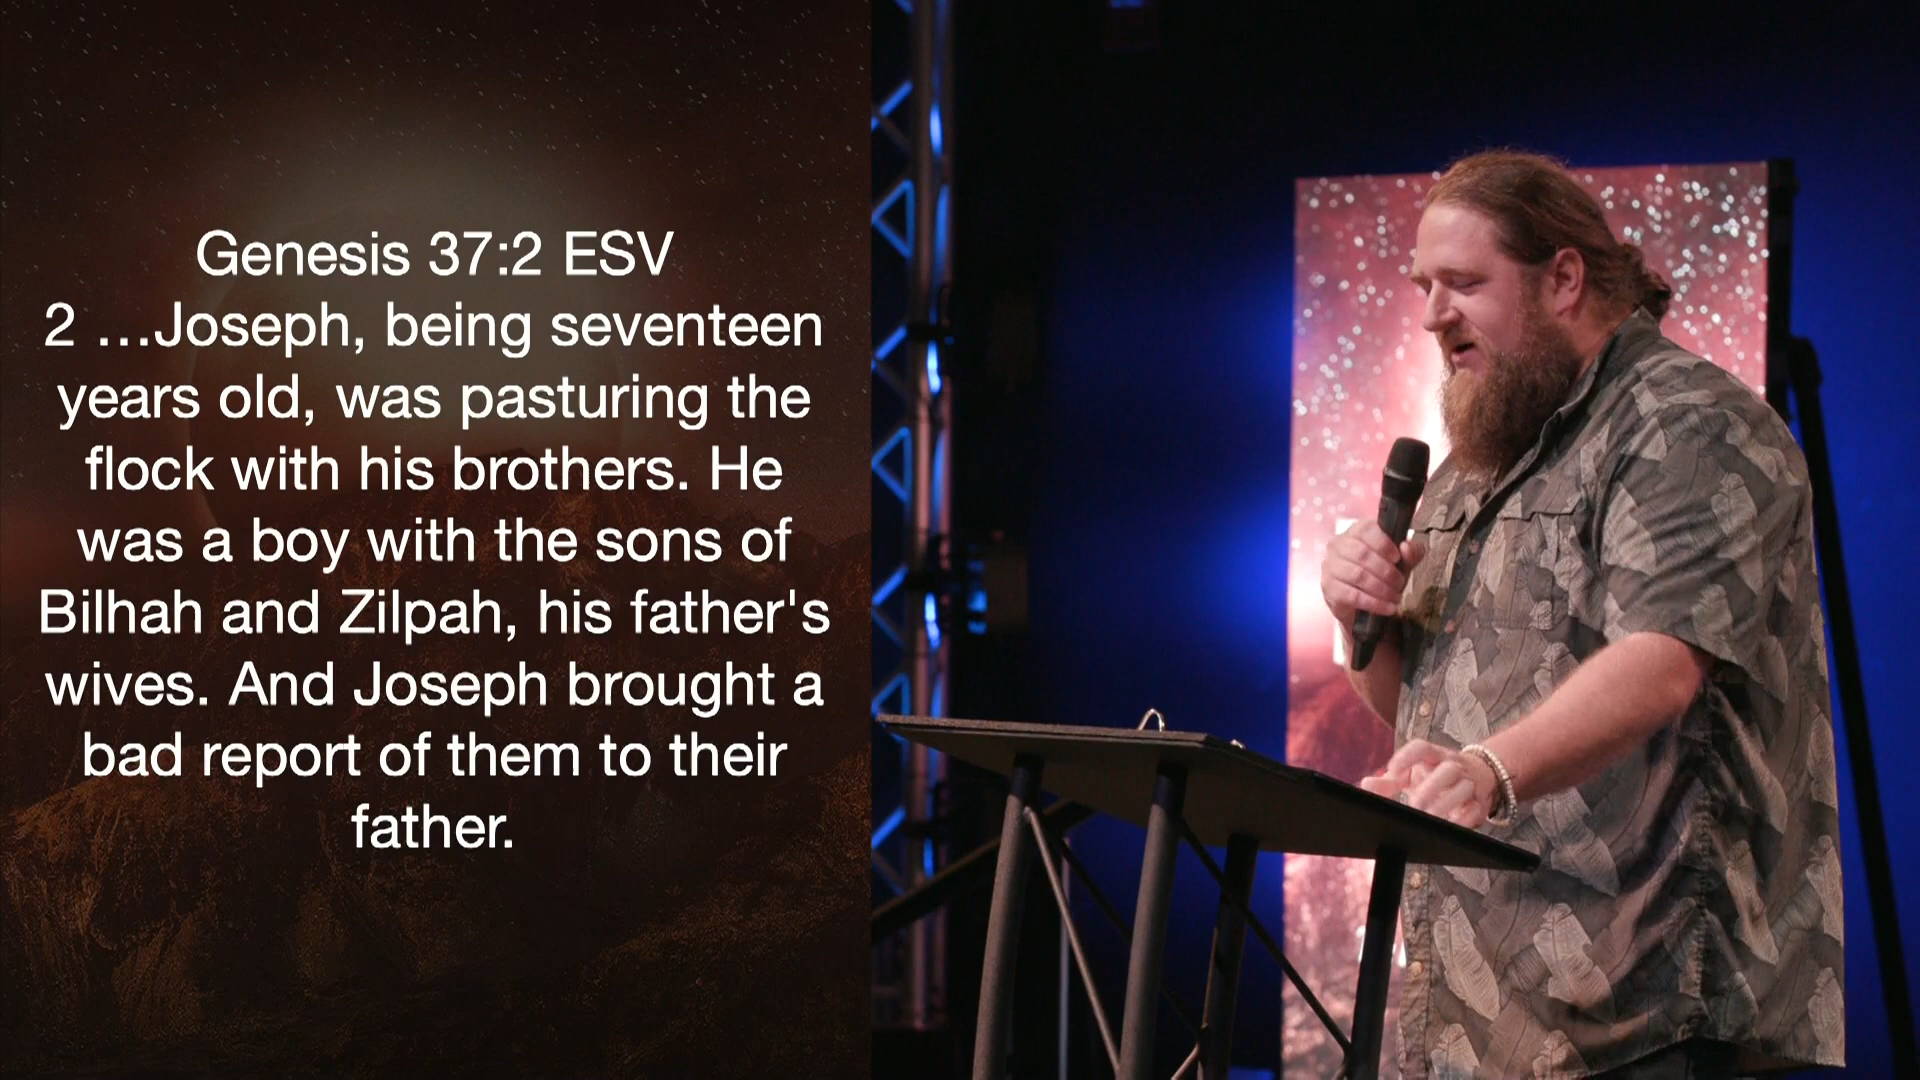 Genesis 37:2 ESV
2 …Joseph, being seventeen
years old, was pasturing the
flock with his brothers. He
was a boy with the sons of
Bilhah and Zilpah, his father's
wives. And Joseph brought a
bad report of them to their
father.